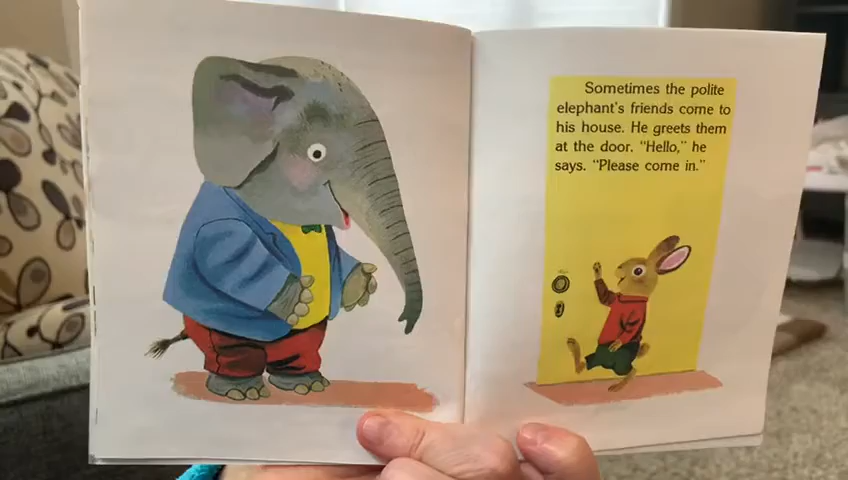 Sometimes the polite
elephant's friends come to
his house. He greets them
at the door. "Hello," he
says. "Please come in."